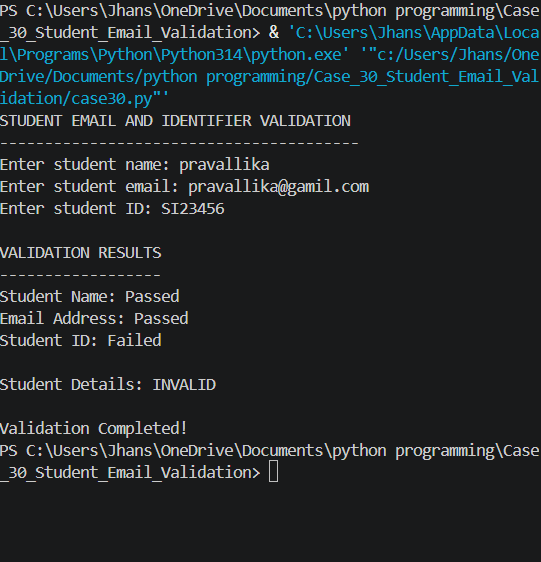 PS C:\Users\Jhans\OneDrive\Documents\python programming\Case
_30_Student_Email_Validation> & 'C:\Users\Jhans\AppData\Loca
l\Programs\Python\Python314\python.exe' '"c:/Users/Jhans/One
Drive/Documents/python programming/Case_30_Student_Email_Val
idation/case30.py"'
STUDENT EMAIL AND IDENTIFIER VALIDATION
----------------------------------------
Enter student name: pravallika
Enter student email: pravallika@gamil.com
Enter student ID: SI23456

VALIDATION RESULTS
------------------
Student Name: Passed
Email Address: Passed
Student ID: Failed

Student Details: INVALID

Validation Completed!
PS C:\Users\Jhans\OneDrive\Documents\python programming\Case
_30_Student_Email_Validation>